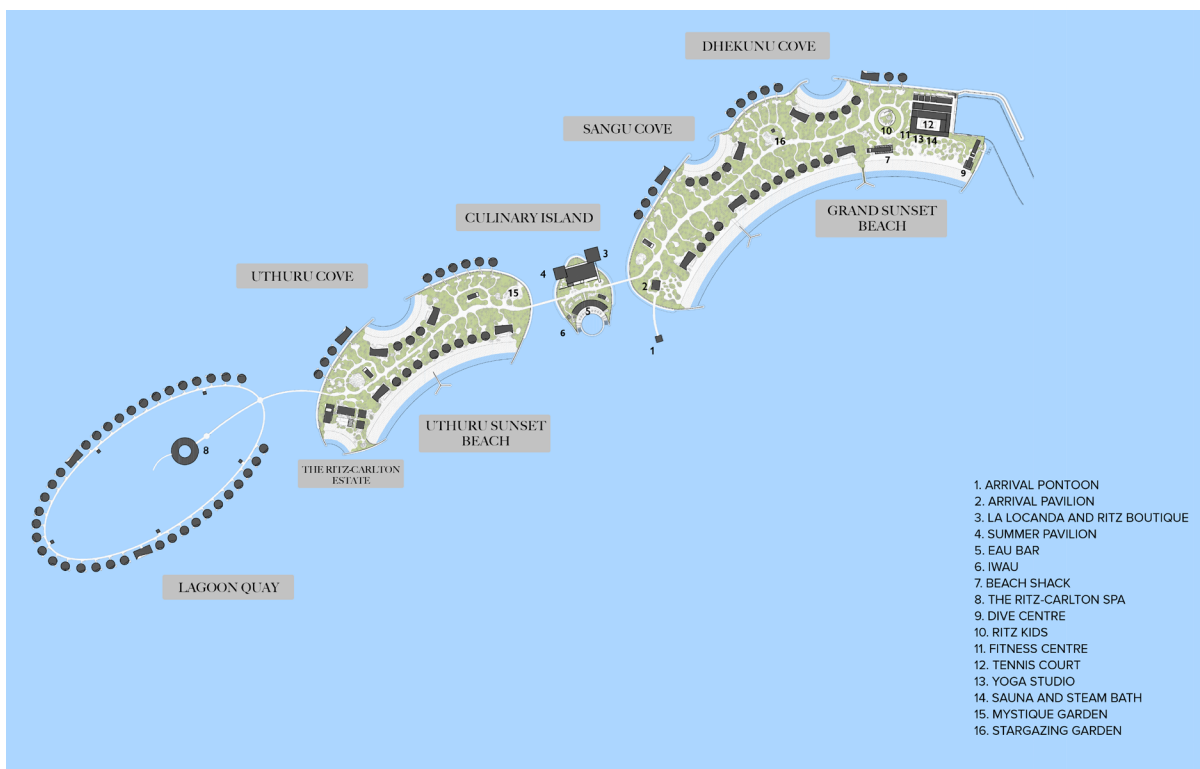 DHEKUNU COVE
SANGU COVE
12
10
11
13
14
16
7
9
GRAND SUNSET
BEACH
CULINARY ISLAND
3
4
2
5
6
1
UTHURU COVE
15
UTHURU SUNSET
BEACH
THE RITZ-CARLTON
ESTATE
8
LAGOON QUAY
1. ARRIVAL PONTOON
2. ARRIVAL PAVILION
3. LA LOCANDA AND RITZ BOUTIQUE
4. SUMMER PAVILION
5. EAU BAR
6. IWAU
7. BEACH SHACK
8. THE RITZ-CARLTON SPA
9. DIVE CENTRE
10. RITZ KIDS
11. FITNESS CENTRE
12. TENNIS COURT
13. YOGA STUDIO
14. SAUNA AND STEAM BATH
15. MYSTIQUE GARDEN
16. STARGAZING GARDEN